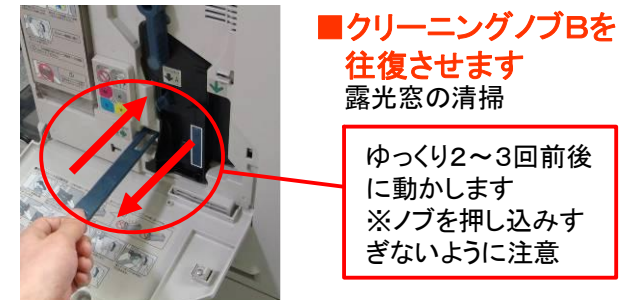 ■クリーニングノブBを
往復させます
露光窓の清掃
ゆっくり2～3回前後
に動かします
※ノブを押し込みす
ぎないように注意